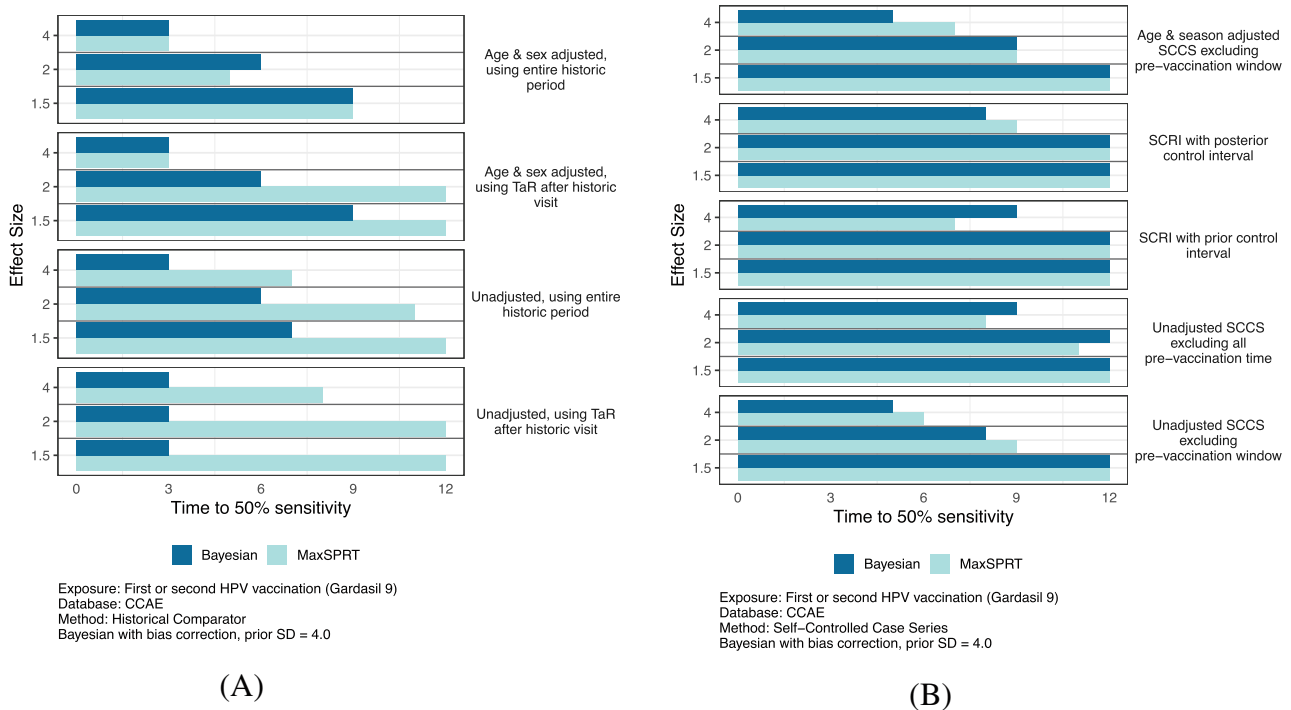 Effect Size
4
2
1.5
Age & sex adjusted,
using entire historic
period
4
2
1.5
Age & sex adjusted,
using TaR after historic
visit
4
2
1.5
Unadjusted, using entire
historic period
4
2
1.5
Unadjusted, using TaR
after historic visit
0 3 6 9 12
Time to 50% sensitivity
Bayesian MaxSPRT
Exposure: First or second HPV vaccination (Gardasil 9)
Database: CCAE
Method: Historical Comparator
Bayesian with bias correction, prior SD = 4.0
(A)
Effect Size
4
2
1.5
Age & season adjusted
SCCS excluding
pre−vaccination window
4
2
1.5
SCRI with posterior
control interval
4
2
1.5
SCRI with prior control
interval
4
2
1.5
Unadjusted SCCS
excluding all
pre−vaccination time
4
2
1.5
Unadjusted SCCS
excluding
pre−vaccination window
0 3 6 9 12
Time to 50% sensitivity
Bayesian MaxSPRT
Exposure: First or second HPV vaccination (Gardasil 9)
Database: CCAE
Method: Self−Controlled Case Series
Bayesian with bias correction, prior SD = 4.0
(B)